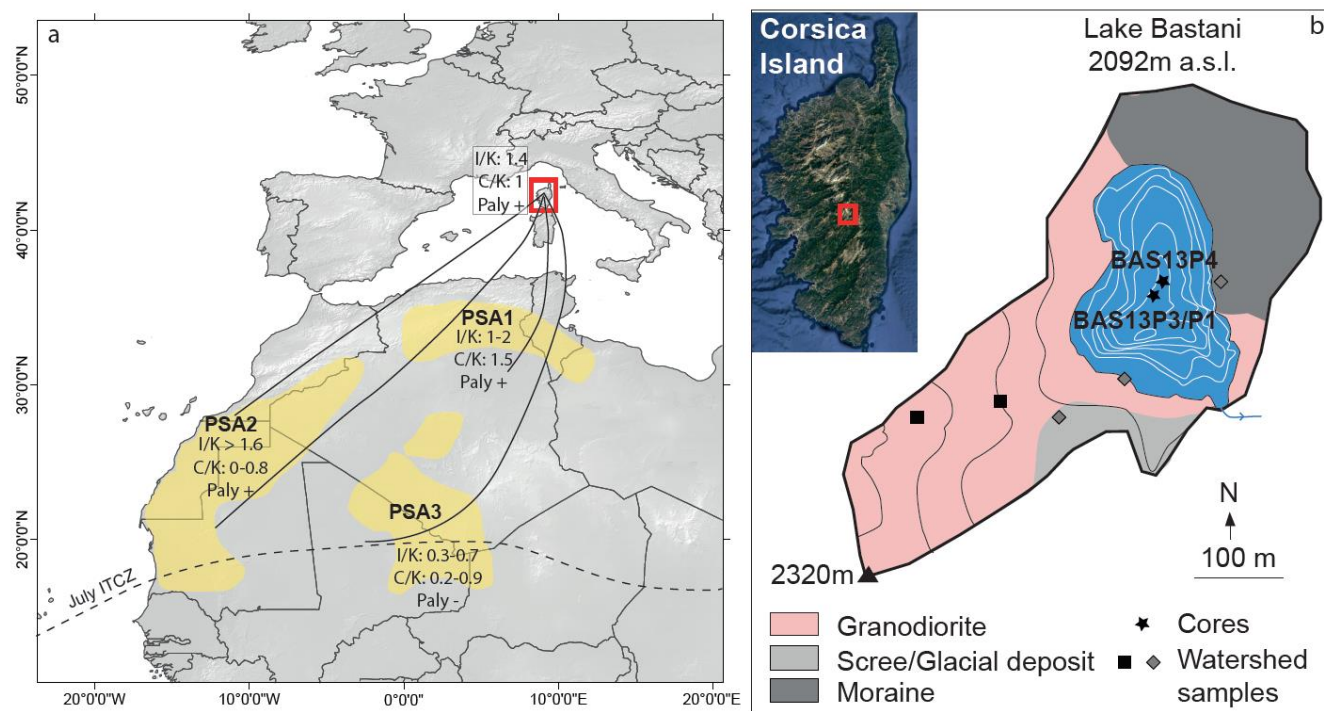 a
50°0'0"N
40°0'0"N
30°0'0"N
20°0'0"N
I/K: 1.4
C/K: 1
Paly +
PSA1
I/K: 1-2
C/K: 1.5
Paly +
PSA2
I/K > 1.6
C/K: 0-0.8
Paly +
PSA3
I/K: 0.3-0.7
C/K: 0.2-0.9
Paly -
July ITCZ
20°0'0"W
10°0'0"W
0°0'0"
10°0'0"E
20°0'0"E
b
Corsica
Island
Lake Bastani
2092m a.s.l.
BAS13P4
BAS13P3/P1
2320m
N
100 m
Granodiorite
Scree/Glacial deposit
Moraine
Cores
Watershed
samples